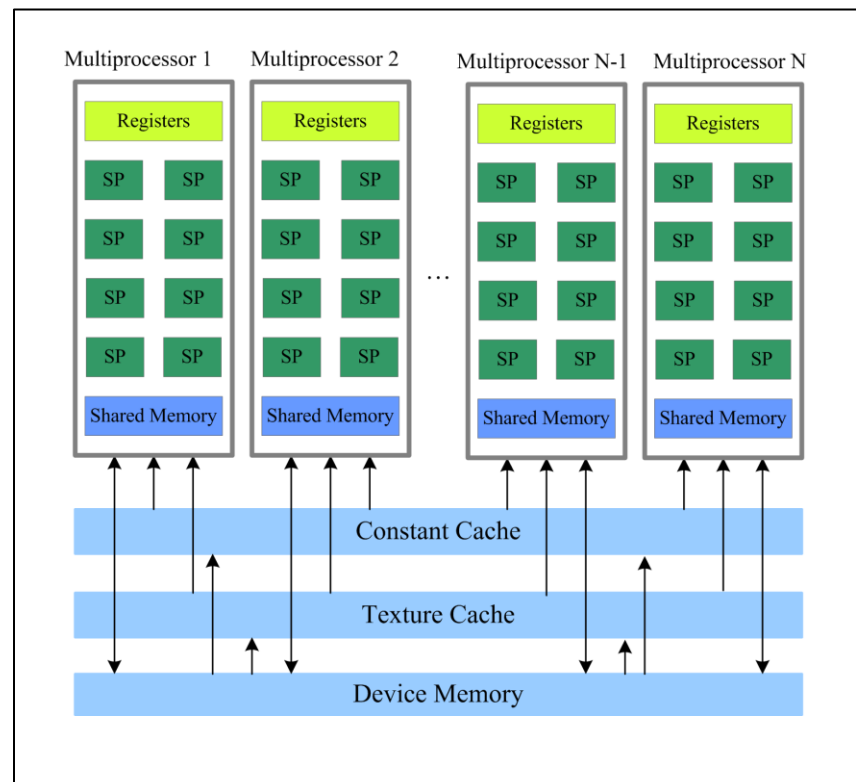 Multiprocessor 1
Multiprocessor 2
Multiprocessor N-1
Multiprocessor N
Registers
Registers
Registers
Registers
SP SP
SP SP
SP SP
SP SP
SP SP
SP SP
SP SP
SP SP
...
SP SP
SP SP
SP SP
SP SP
SP SP
SP SP
SP SP
SP SP
Shared Memory
Shared Memory
Shared Memory
Shared Memory
Constant Cache
Texture Cache
Device Memory